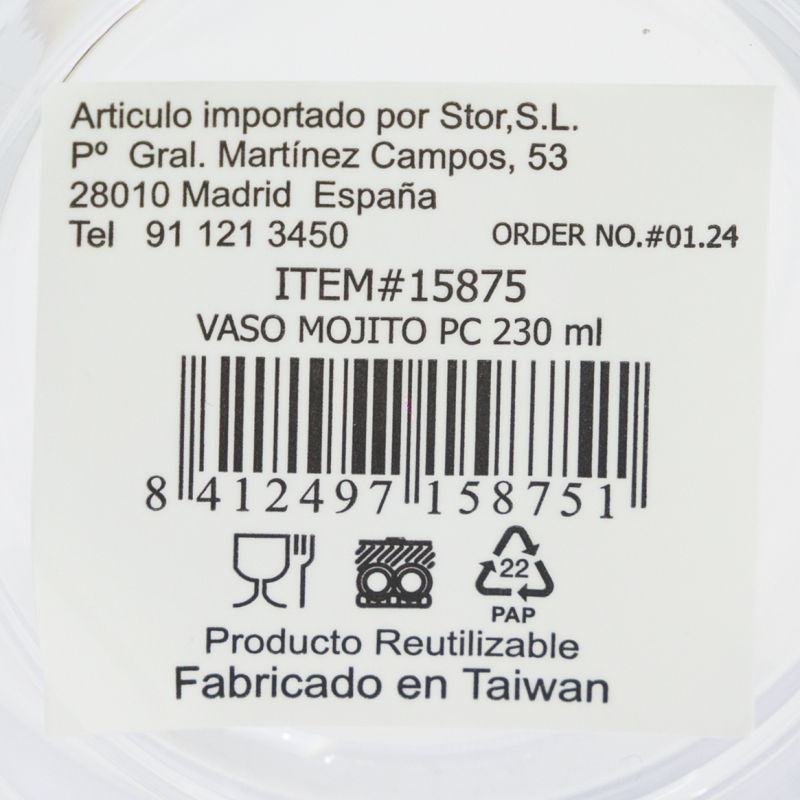 Articulo importado por Stor,S.L.
Pº Gral. Martínez Campos, 53
28010 Madrid España
Tel 91 121 3450
ORDER NO.#01.24
ITEM#15875
VASO MOJITO PC 230 ml
8 412497 158751
22
PAP
Producto Reutilizable
Fabricado en Taiwan